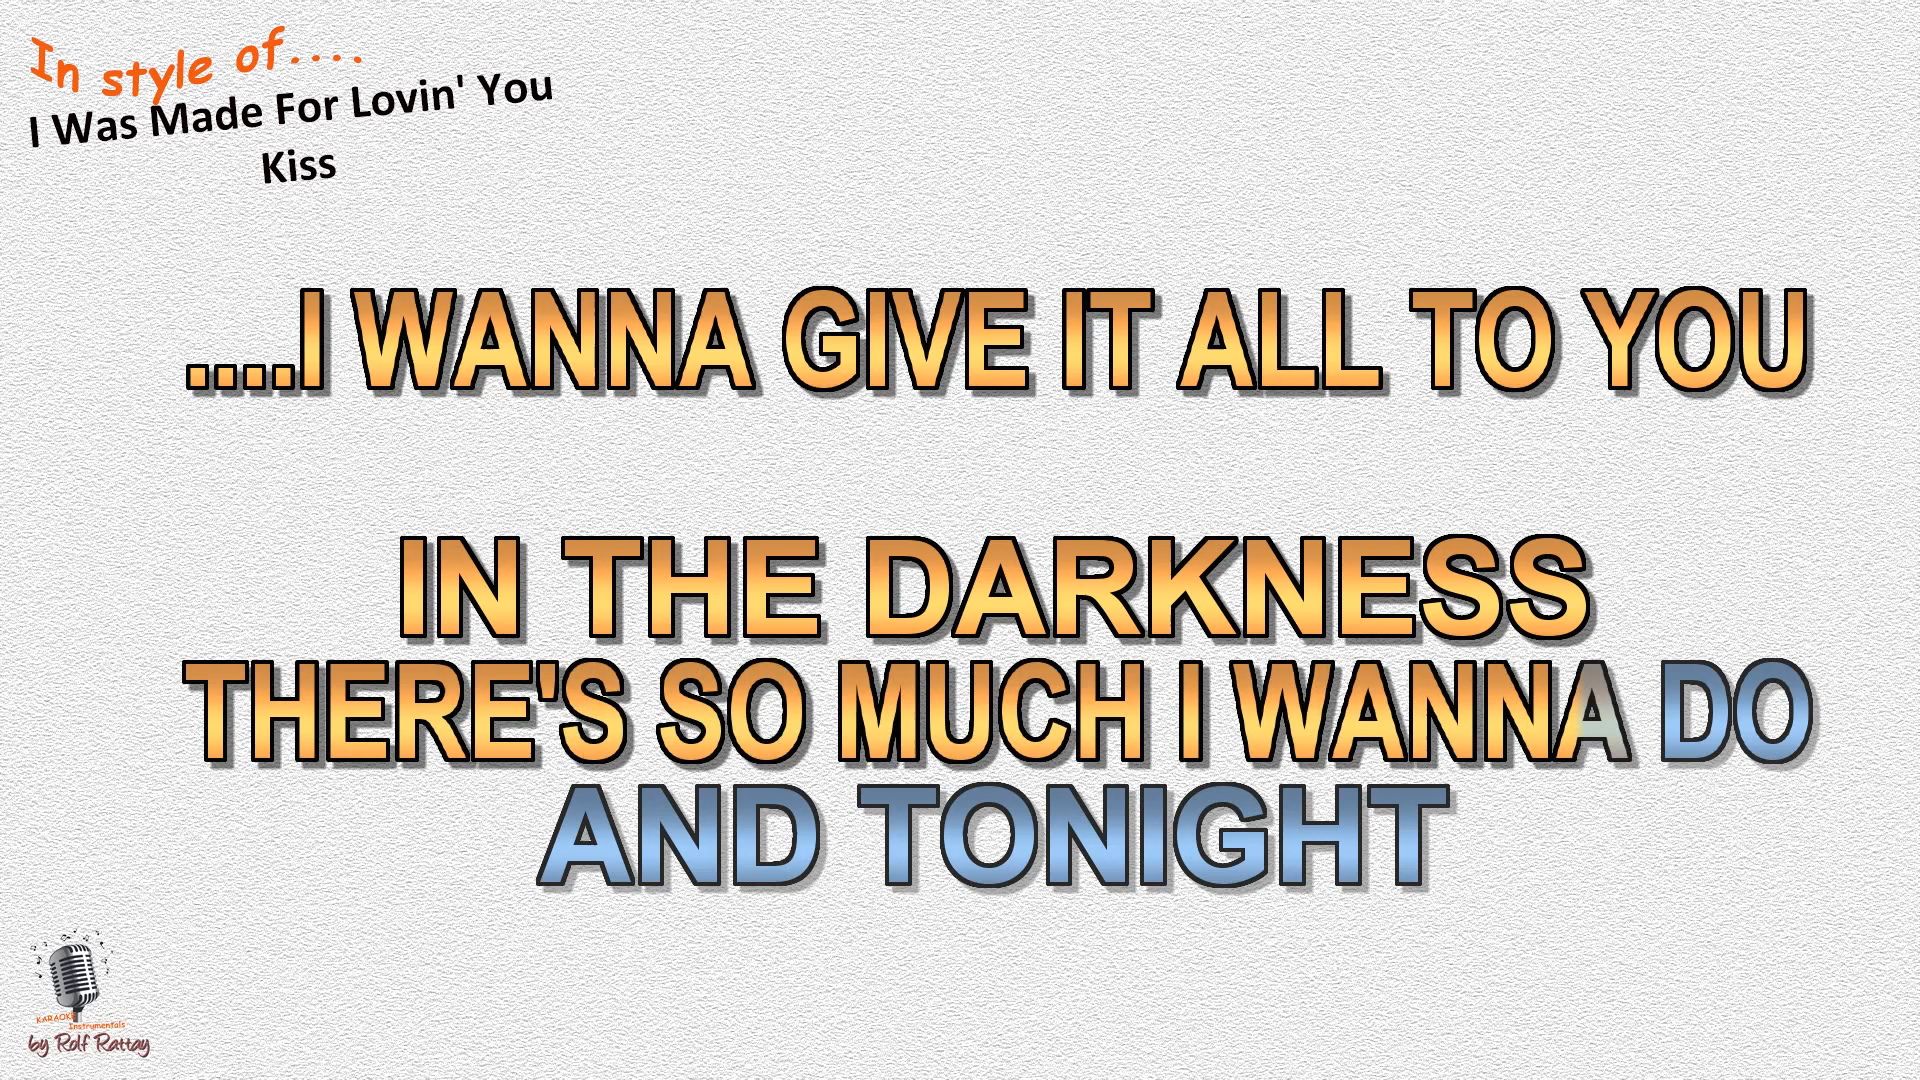 In style of....
I Was Made For Lovin' You
Kiss
....I WANNA GIVE IT ALL TO YOU
IN THE DARKNESS
THERE'S SO MUCH I WANNA DO
AND TONIGHT
KARAOKE
Instrumentals
by Rolf Rattay